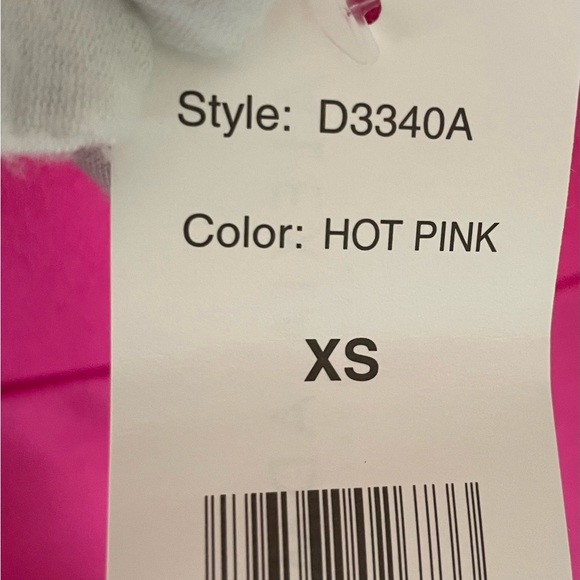 Style: D3340A
Color: HOT PINK
XS